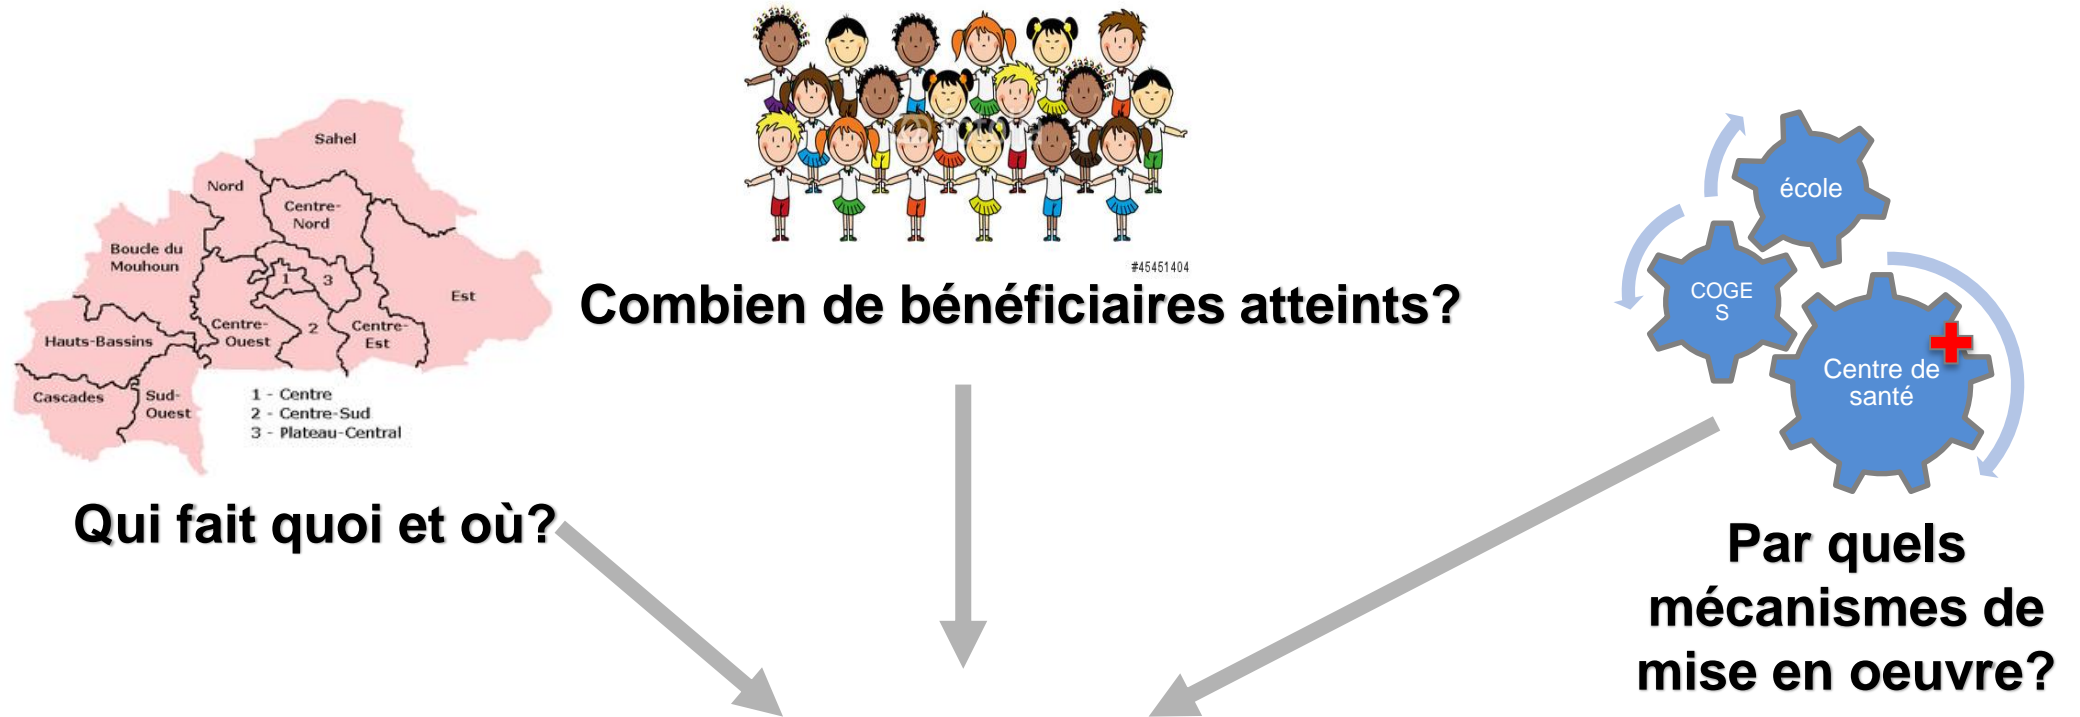 Sahel
Nord
Centre-
Nord
Boucle du
Mouhoun
1
3
Est
2
Centre-
Ouest
Centre-
Est
Hauts-Bassins
Cascades
Sud-
Ouest
1 - Centre
2 - Centre-Sud
3 - Plateau-Central
Qui fait quoi et où?
#45451404
Combien de bénéficiaires atteints?
école
COGE
S
Centre de
santé
Par quels
mécanismes de
mise en oeuvre?